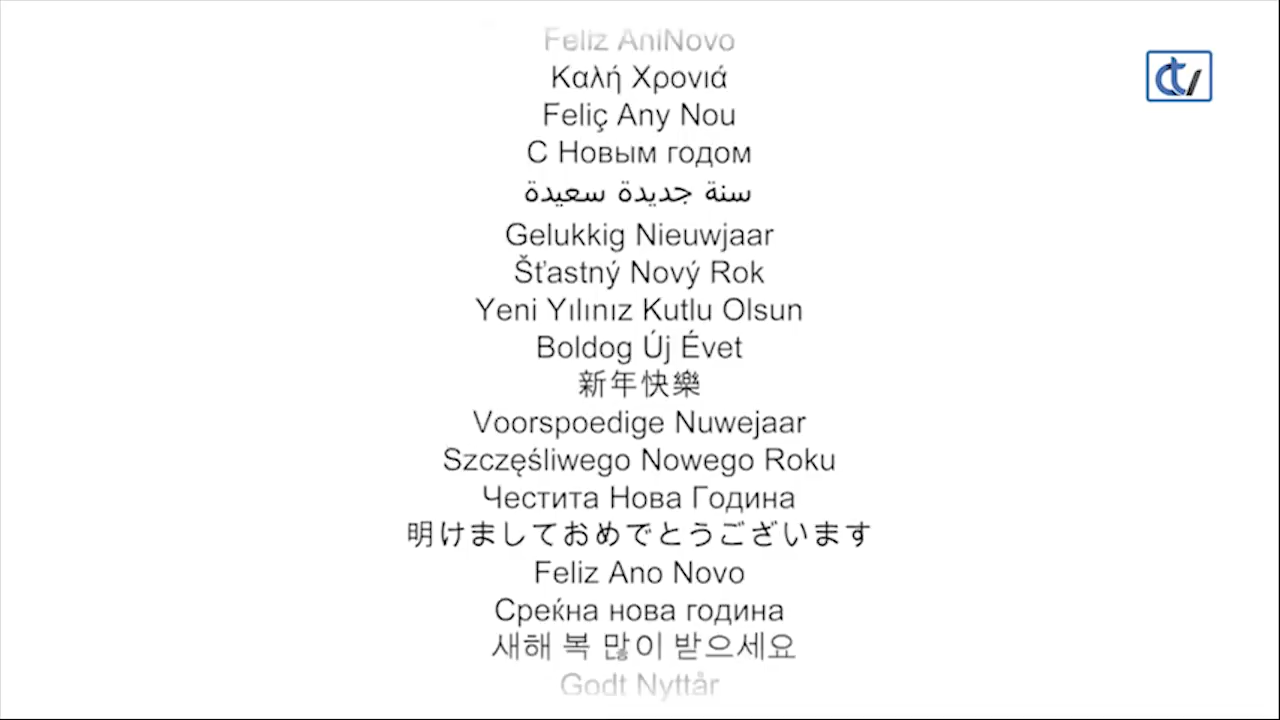 Feliz AniNovo
Καλή Χρονιά
Feliç Any Nou
С Новым годом
سنة جديدة سعيدة
Gelukkig Nieuwjaar
Šťastný Nový Rok
Yeni Yılınız Kutlu Olsun
Boldog Új Évet
新年快樂
Voorspoedige Nuwejaar
Szczęśliwego Nowego Roku
Честита Нова Година
明けましておめでとうございます
Feliz Ano Novo
Среќна нова година
새해 복 많이 받으세요
Godt Nyttår